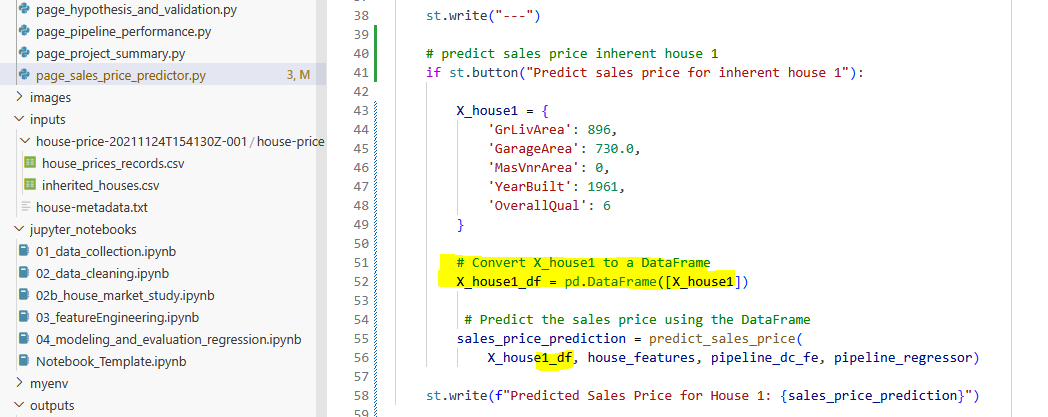 page_hypothesis_and_validation.py
page_pipeline_performance.py
page_project_summary.py
page_sales_price_predictor.py 3, M
images
inputs
house-price-20211124T154130Z-001 / house-price
house_prices_records.csv
inherited_houses.csv
house-metadata.txt
jupyter_notebooks
01_data_collection.ipynb
02_data_cleaning.ipynb
02b_house_market_study.ipynb
03_featureEngineering.ipynb
04_modeling_and_evaluation_regression.ipynb
Notebook_Template.ipynb
myenv
outputs
38 st.write("---")
39
40 # predict sales price inherent house 1
41 if st.button("Predict sales price for inherent house 1"):
42
43 X_house1 = {
44 'GrLivArea': 896,
45 'GarageArea': 730.0,
46 'MasVnrArea': 0,
47 'YearBuilt': 1961,
48 'OverallQual': 6
49 }
50
51 # Convert X_house1 to a DataFrame
52 X_house1_df = pd.DataFrame([X_house1])
53
54 # Predict the sales price using the DataFrame
55 sales_price_prediction = predict_sales_price(
56 X_house1_df, house_features, pipeline_dc_fe, pipeline_regressor)
57
58 st.write(f"Predicted Sales Price for House 1: {sales_price_prediction}")
59